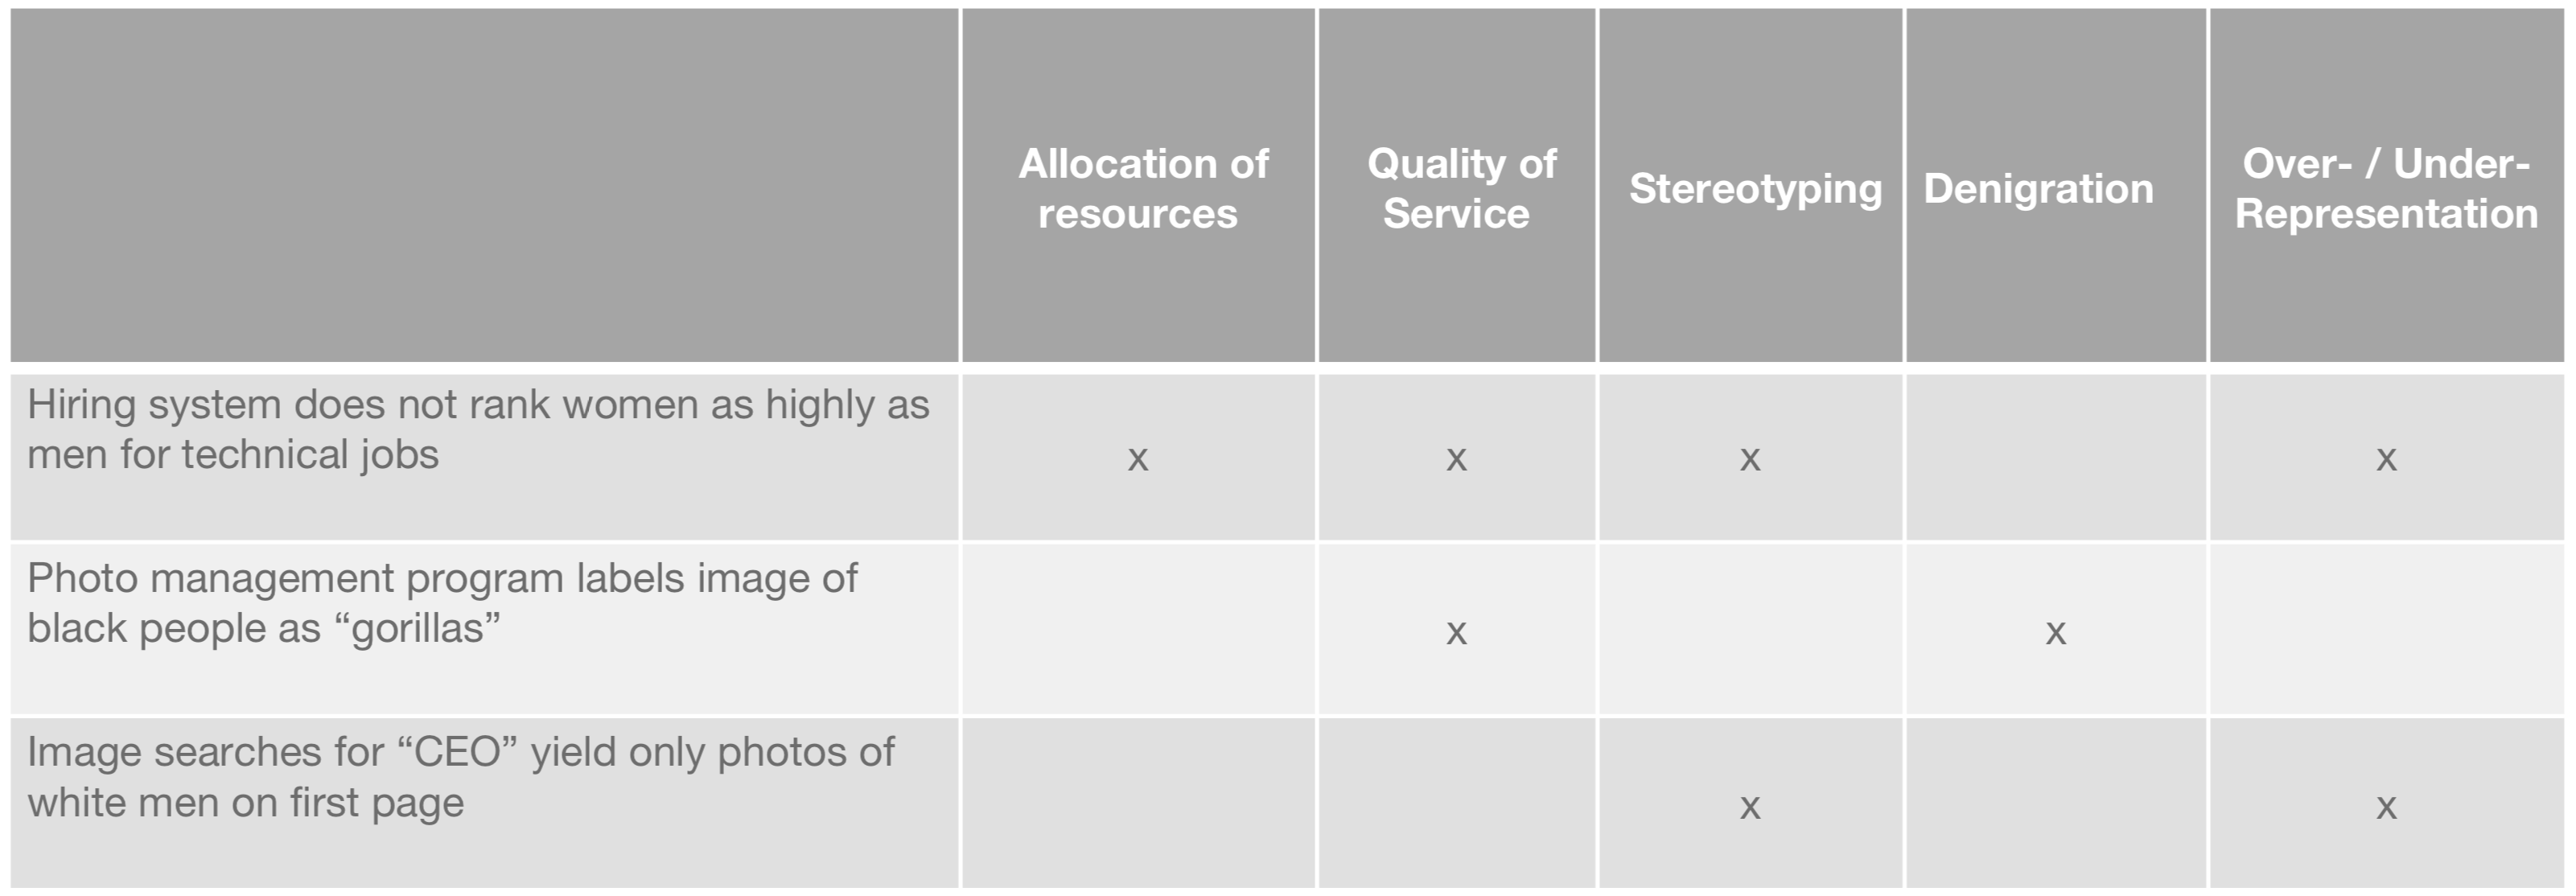 Allocation of
resources
Quality of
Service
Stereotyping
Denigration
Over- / Under-
Representation
Hiring system does not rank women as highly as
men for technical jobs
x
x
x
x
Photo management program labels image of
black people as “gorillas”
x
x
Image searches for “CEO” yield only photos of
white men on first page
x
x